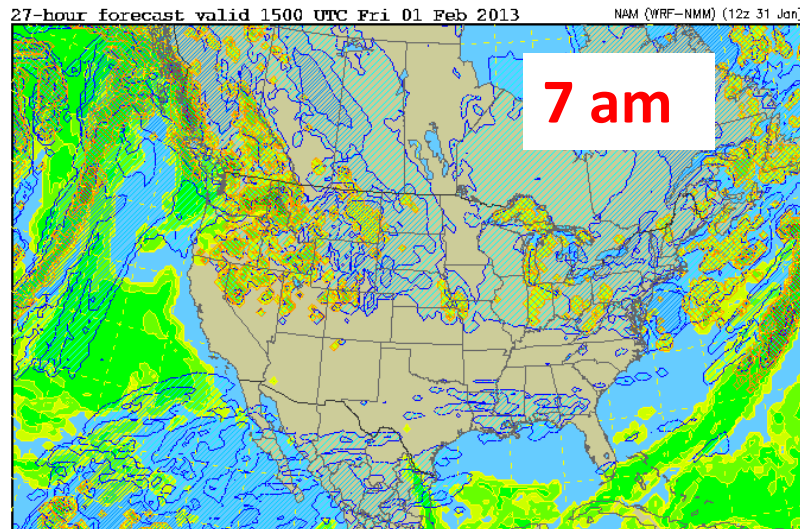 27-hour forecast valid 1500 UTC Fri 01 Feb 2013
NAM (WRF-NMM) (12z 31 Jan)
7 am